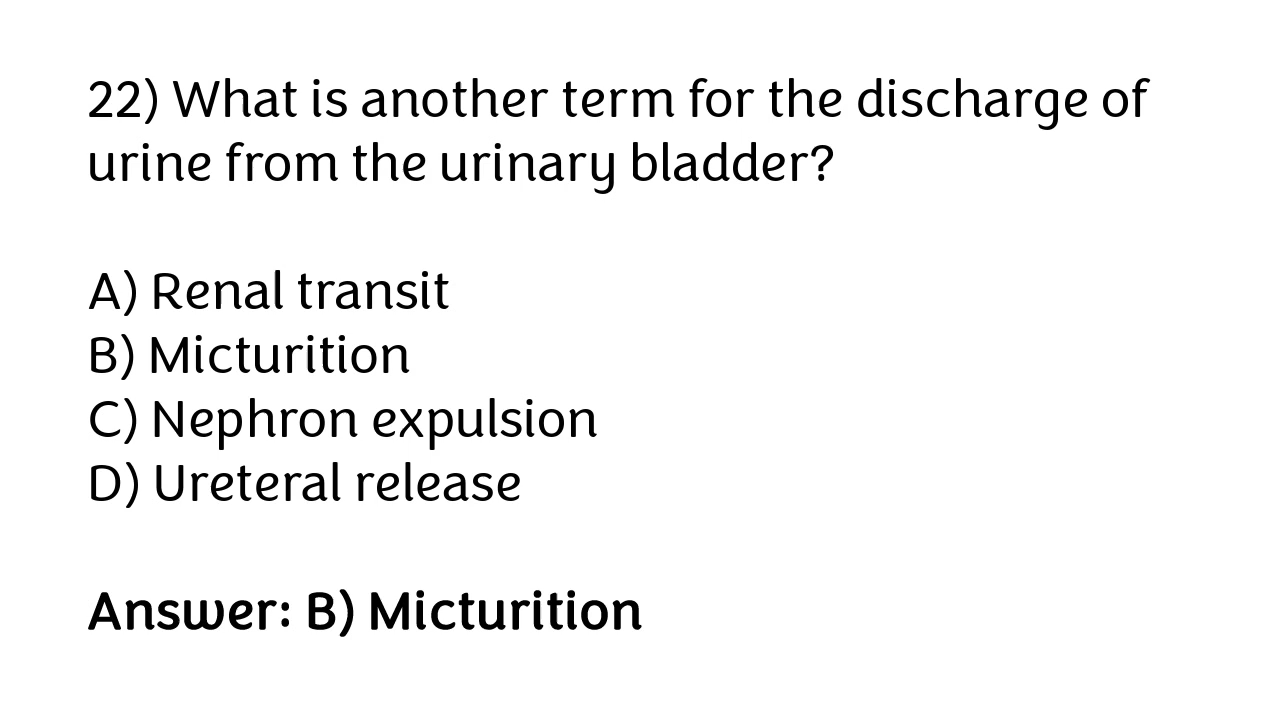 22) What is another term for the discharge of
urine from the urinary bladder?
A) Renal transit
B) Micturition
C) Nephron expulsion
D) Ureteral release
Answer: B) Micturition